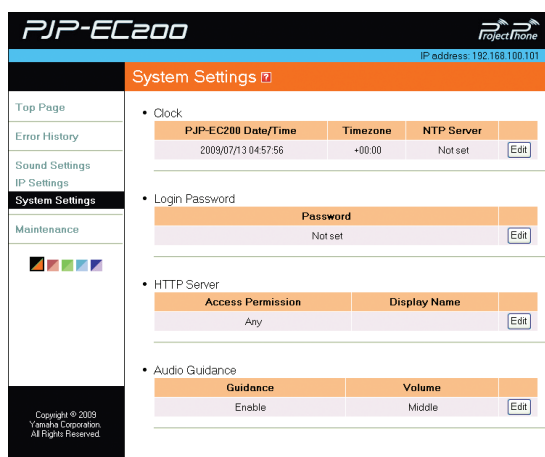 PJP-EC200
Project Phone
IP address: 192.168.100.101
System Settings ?
Top Page
Error History
Sound Settings
IP Settings
System Settings
Maintenance
• Clock
PJP-EC200 Date/Time Timezone NTP Server
2009/07/13 04:57:56 +00:00 Not set Edit
• Login Password
Password
Not set Edit
• HTTP Server
Access Permission Display Name
Any Edit
• Audio Guidance
Guidance Volume
Enable Middle Edit
Copyright © 2009
Yamaha Corporation.
All Rights Reserved.